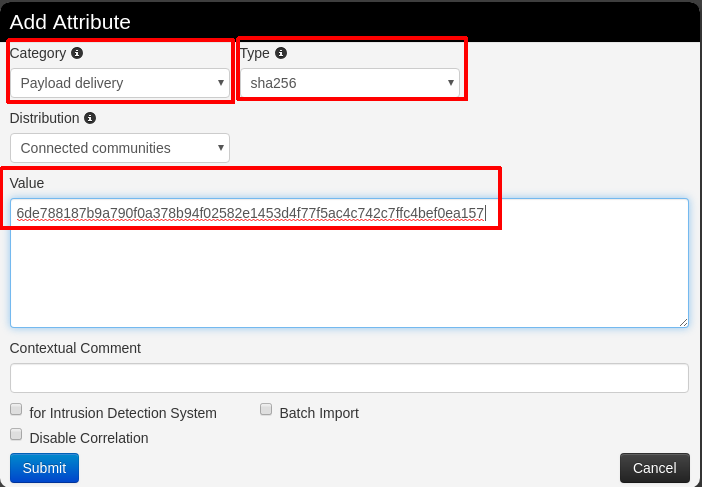 Add Attribute
Category Type
Payload delivery sha256
Distribution
Connected communities
Value
6de788187b9a790f0a378b94f02582e1453d4f77f5ac4c742c7ffc4bef0ea157
Contextual Comment
for Intrusion Detection System Batch Import
Disable Correlation
Submit Cancel